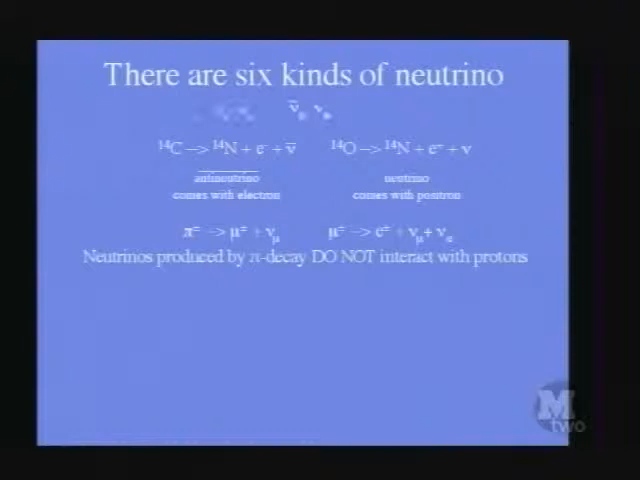 There are six kinds of neutrino
ν̄ₑ νₑ
¹⁴C –> ¹⁴N + e⁻ + ν̄ ¹⁴O –> ¹⁴N + e⁺ + ν
antineutrino neutrino
comes with electron comes with positron
π± –> μ± + νμ μ± –> e± + νμ + νₑ
Neutrinos produced by π-decay DO NOT interact with protons
M
two